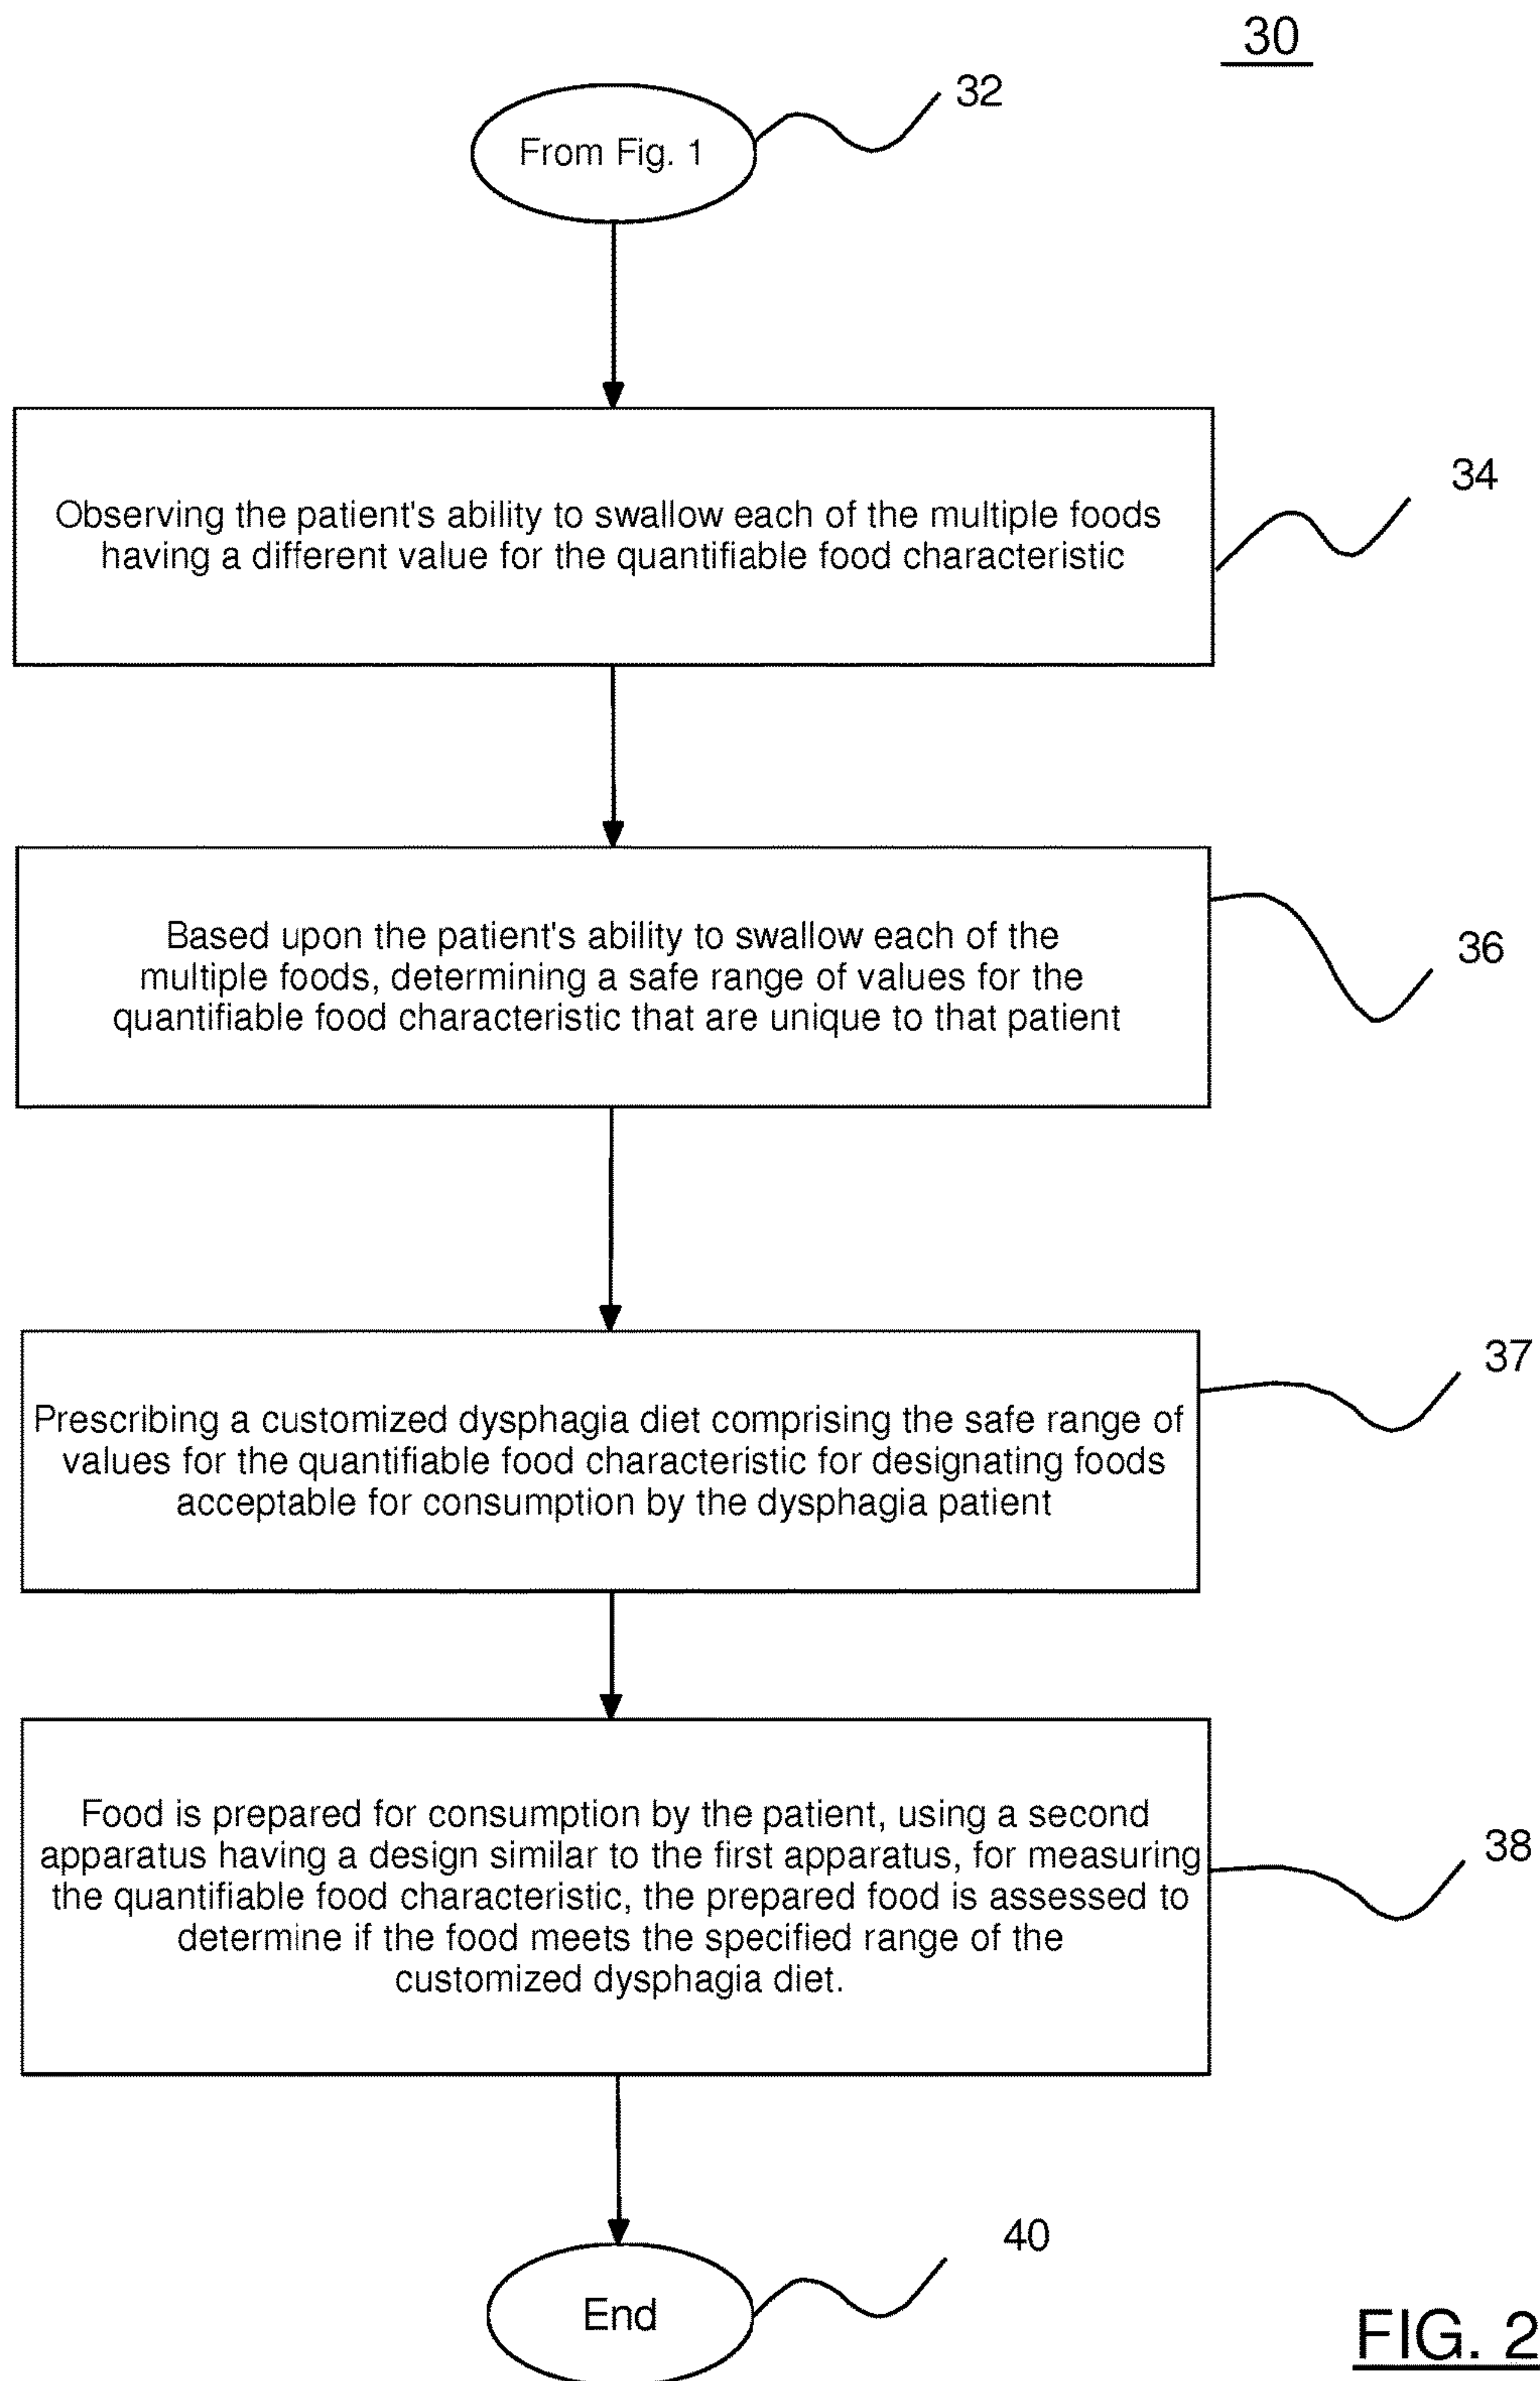 30
32
From Fig. 1
34
Observing the patient's ability to swallow each of the multiple foods
having a different value for the quantifiable food characteristic
Based upon the patient's ability to swallow each of the
multiple foods, determining a safe range of values for the
quantifiable food characteristic that are unique to that patient
36
37
Prescribing a customized dysphagia diet comprising the safe range of
values for the quantifiable food characteristic for designating foods
acceptable for consumption by the dysphagia patient
Food is prepared for consumption by the patient, using a second
apparatus having a design similar to the first apparatus, for measuring
the quantifiable food characteristic, the prepared food is assessed to
determine if the food meets the specified range of the
customized dysphagia diet.
38
40
End
FIG. 2